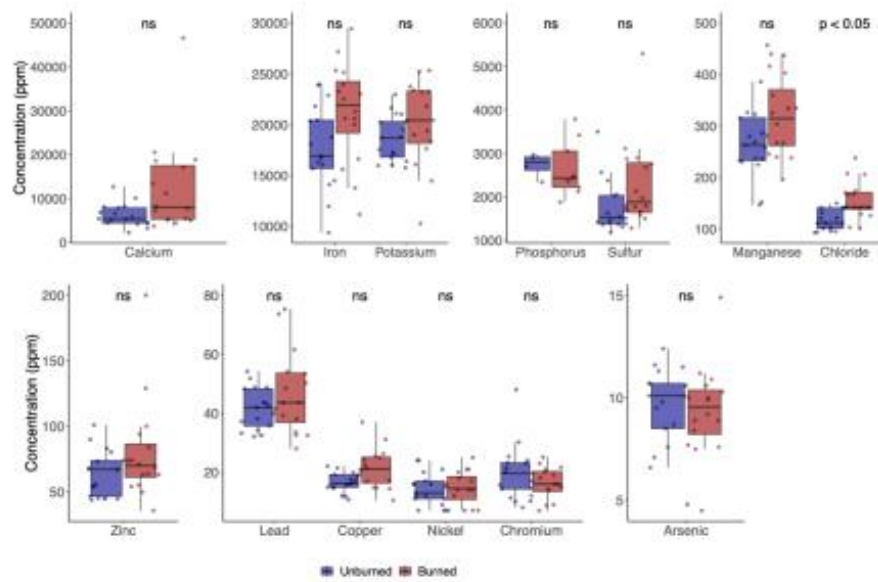 50000
40000
30000
20000
10000
0
Concentration (ppm)
ns
Calcium
30000
25000
20000
15000
10000
ns ns
Iron Potassium
6000
5000
4000
3000
2000
1000
ns ns
Phosphorus Sulfur
500
400
300
200
100
ns p < 0.05
Manganese Chloride
200
150
100
50
Concentration (ppm)
ns
Zinc
80
60
40
20
ns ns ns ns
Lead Copper Nickel Chromium
15
10
5
ns
Arsenic
Unburned Burned